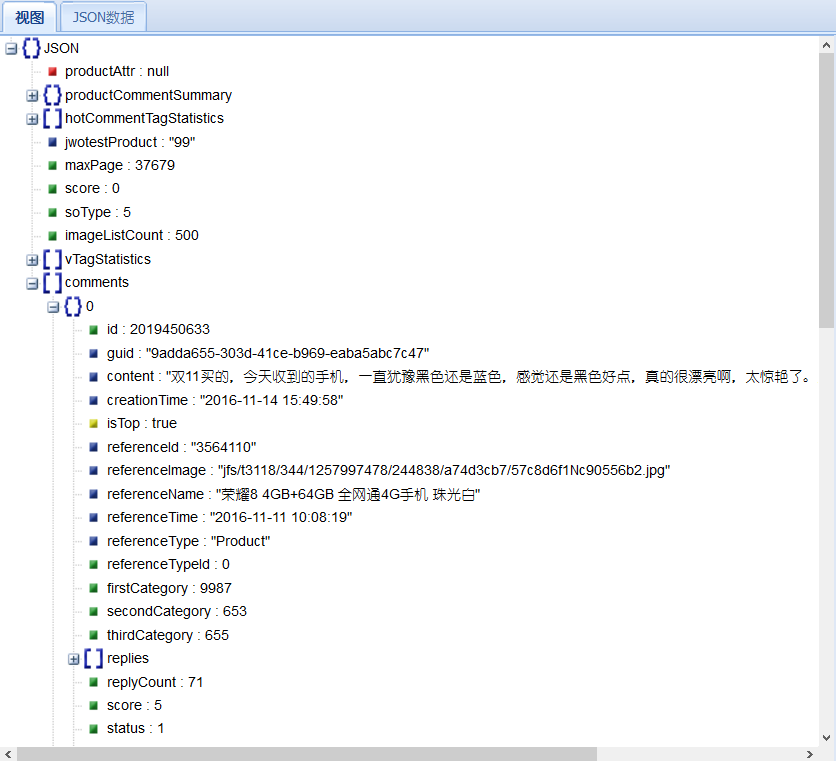 视图 JSON数据
JSON
productAttr : null
productCommentSummary
hotCommentTagStatistics
jwotestProduct : "99"
maxPage : 37679
score : 0
soType : 5
imageListCount : 500
vTagStatistics
comments
0
id : 2019450633
guid : "9adda655-303d-41ce-b969-eaba5abc7c47"
content : "双11买的，今天收到的手机，一直犹豫黑色还是蓝色，感觉还是黑色好点，真的很漂亮啊，太惊艳了。
creationTime : "2016-11-14 15:49:58"
isTop : true
referenceId : "3564110"
referenceImage : "jfs/t3118/344/1257997478/244838/a74d3cb7/57c8d6f1Nc90556b2.jpg"
referenceName : "荣耀8 4GB+64GB 全网通4G手机 珠光白"
referenceTime : "2016-11-11 10:08:19"
referenceType : "Product"
referenceTypeId : 0
firstCategory : 9987
secondCategory : 653
thirdCategory : 655
replies
replyCount : 71
score : 5
status : 1